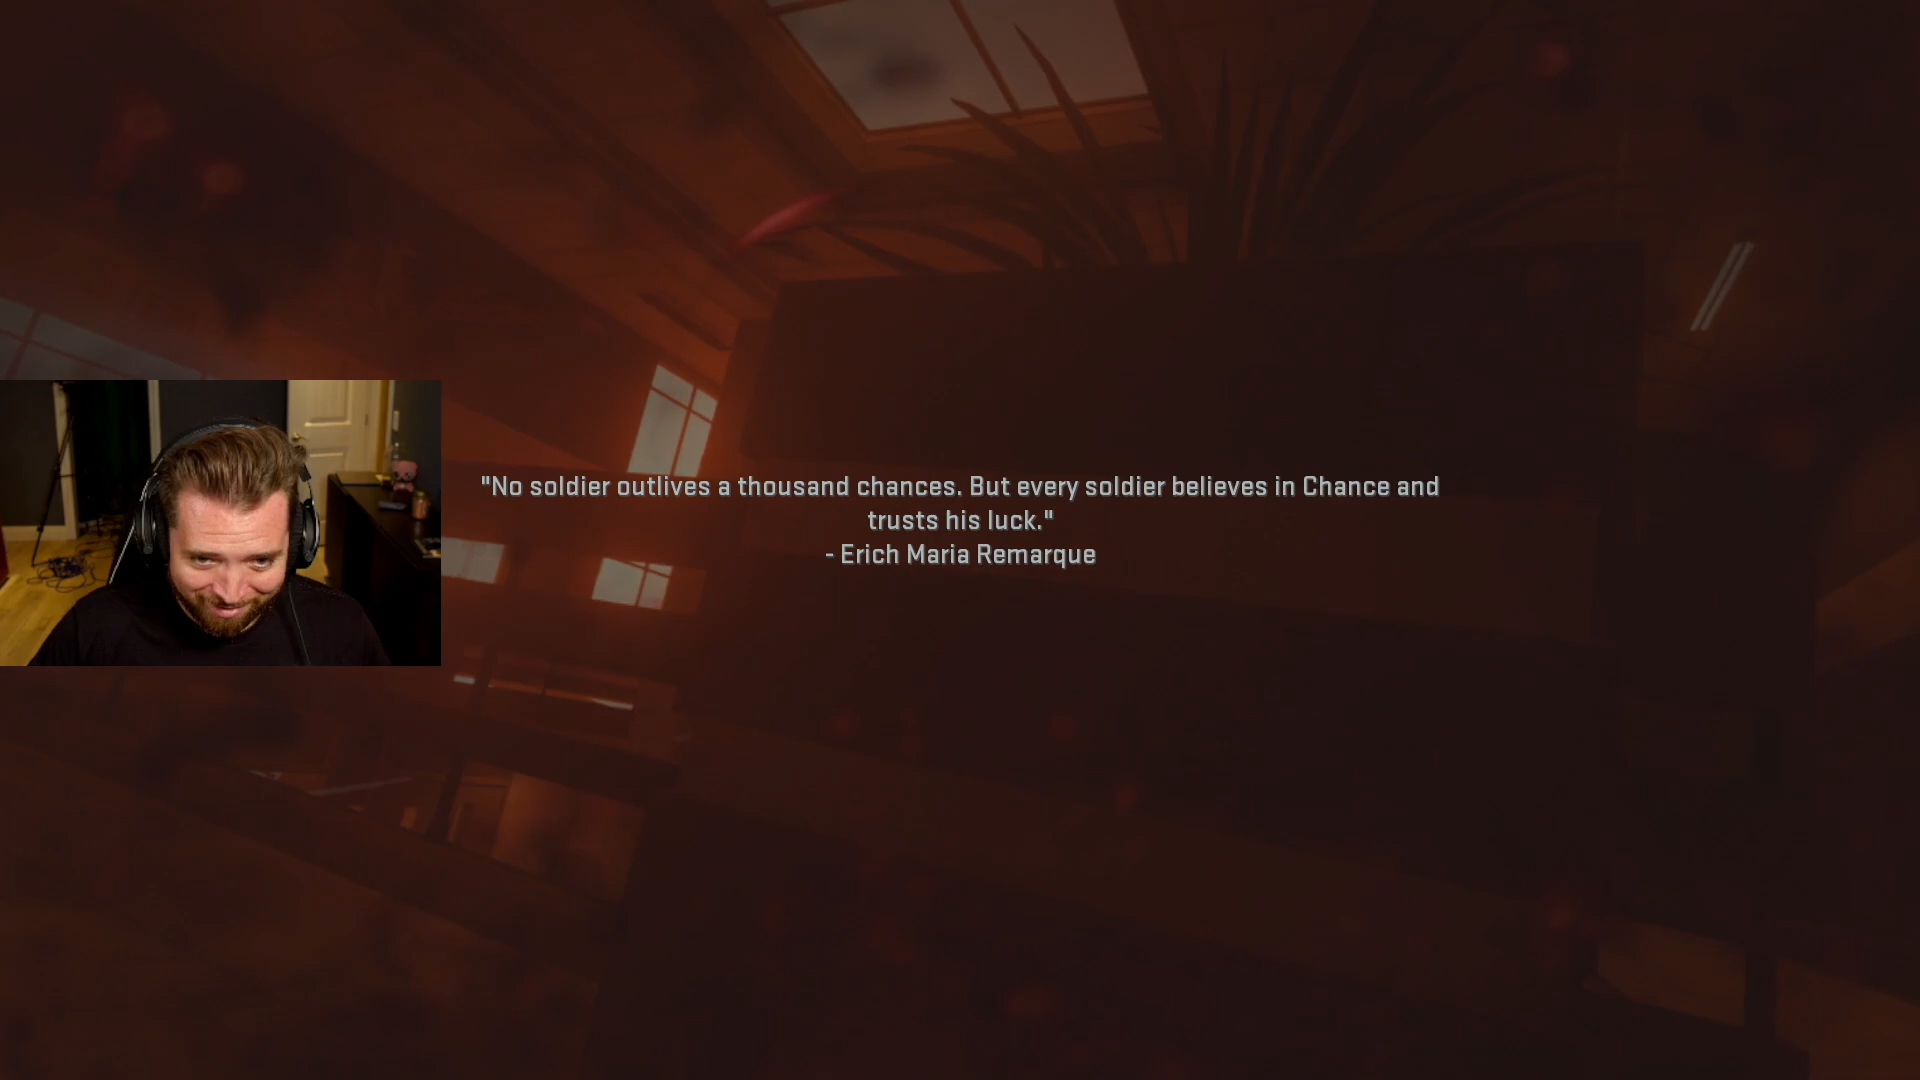 "No soldier outlives a thousand chances. But every soldier believes in Chance and
trusts his luck."
- Erich Maria Remarque